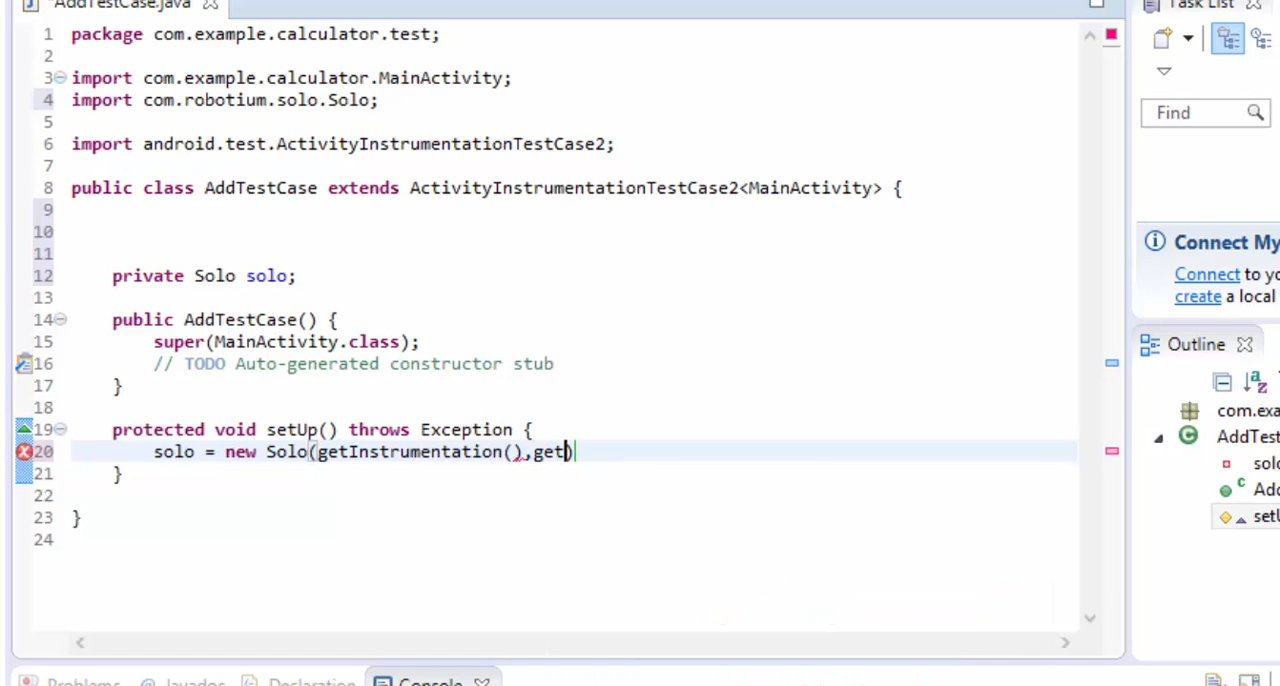 *AddTestCase.java
Task List
1 package com.example.calculator.test;
2
3 import com.example.calculator.MainActivity;
4 import com.robotium.solo.Solo;
5
6 import android.test.ActivityInstrumentationTestCase2;
7
8 public class AddTestCase extends ActivityInstrumentationTestCase2<MainActivity> {
9
10
11
12 private Solo solo;
13
14 public AddTestCase() {
15 super(MainActivity.class);
16 // TODO Auto-generated constructor stub
17 }
18
19 protected void setUp() throws Exception {
20 solo = new Solo(getInstrumentation(),get)
21 }
22
23 }
24
Find
Connect My
Connect to yo
create a local
Outline
com.exa
AddTest
solo
Add
setU
Problems
Javadoc
Declaration
Console